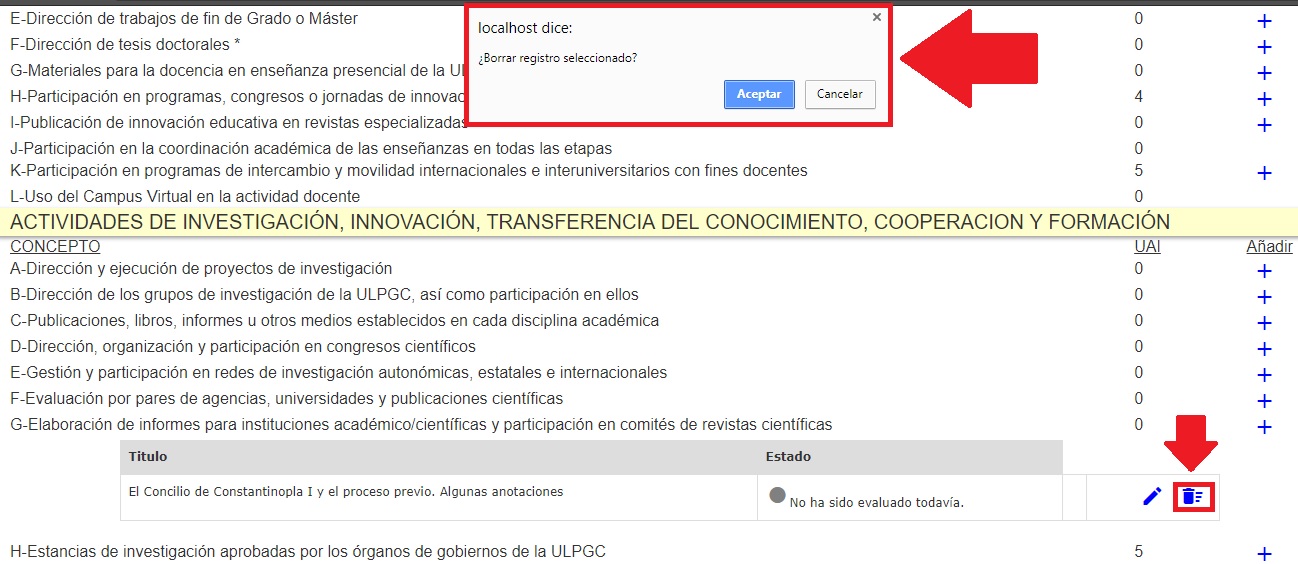 E-Dirección de trabajos de fin de Grado o Máster 0 +
F-Dirección de tesis doctorales * 0 +
G-Materiales para la docencia en enseñanza presencial de la 0 +
H-Participación en programas, congresos o jornadas de 4 +
I-Publicación de innovación educativa en revistas especializadas 0 +
J-Participación en la coordinación académica de las enseñanzas en todas las etapas 0
K-Participación en programas de intercambio y movilidad internacionales e interuniversitarios con fines docentes 5 +
L-Uso del Campus Virtual en la actividad docente 0
localhost dice:
×
¿Borrar registro seleccionado?
Aceptar Cancelar
ACTIVIDADES DE INVESTIGACIÓN, INNOVACIÓN, TRANSFERENCIA DEL CONOCIMIENTO, COOPERACION Y FORMACIÓN
CONCEPTO UAI Añadir
A-Dirección y ejecución de proyectos de investigación 0 +
B-Dirección de los grupos de investigación de la ULPGC, así como participación en ellos 0 +
C-Publicaciones, libros, informes u otros medios establecidos en cada disciplina académica 0 +
D-Dirección, organización y participación en congresos científicos 0 +
E-Gestión y participación en redes de investigación autonómicas, estatales e internacionales 0 +
F-Evaluación por pares de agencias, universidades y publicaciones científicas 0 +
G-Elaboración de informes para instituciones académico/científicas y participación en comités de revistas científicas 0 +
Titulo Estado
El Concilio de Constantinopla I y el proceso previo. Algunas anotaciones No ha sido evaluado todavía.
H-Estancias de investigación aprobadas por los órganos de gobiernos de la ULPGC 5 +